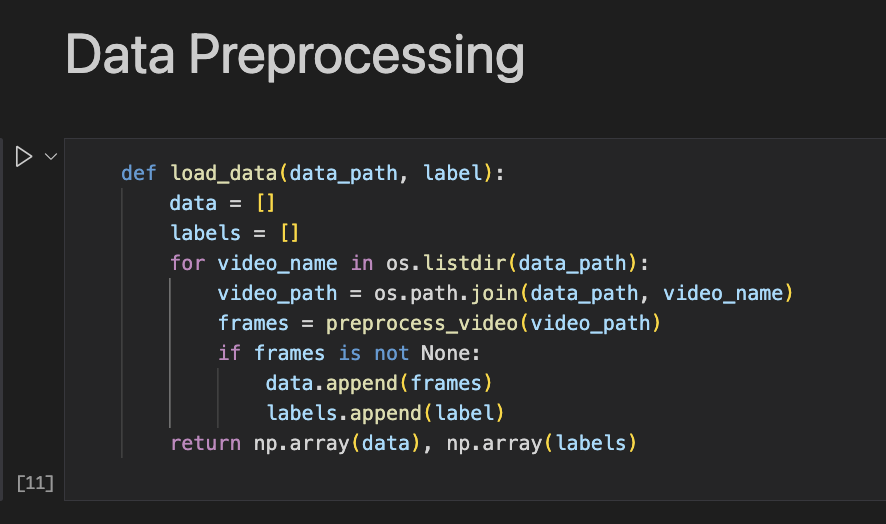 Data Preprocessing
def load_data(data_path, label):
    data = []
    labels = []
    for video_name in os.listdir(data_path):
        video_path = os.path.join(data_path, video_name)
        frames = preprocess_video(video_path)
        if frames is not None:
            data.append(frames)
            labels.append(label)
    return np.array(data), np.array(labels)
[11]